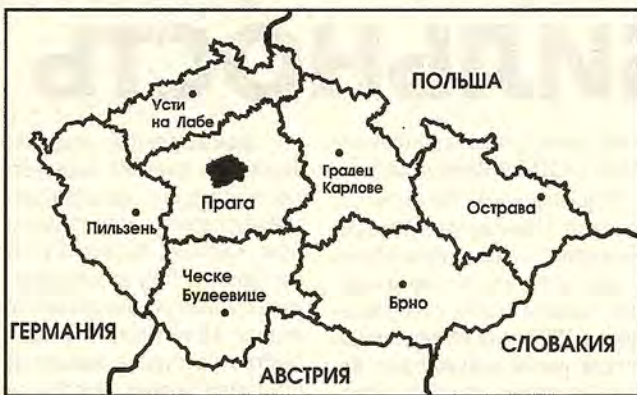 ПОЛЬША
Усти
на Лабе
Градец
Карлове
Прага
Острава
Пильзень
Ческе
Будеевице
Брно
ГЕРМАНИЯ
СЛОВАКИЯ
АВСТРИЯ